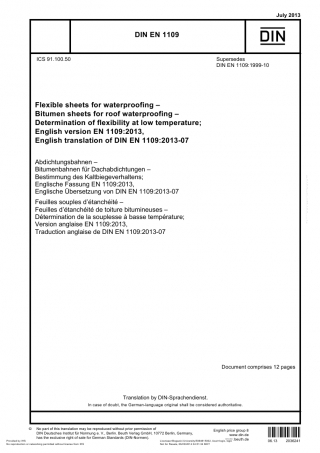 July 2013
DIN EN 1109
DIN
ICS 91.100.50
Supersedes
DIN EN 1109:1999-10
Flexible sheets for waterproofing –
Bitumen sheets for roof waterproofing –
Determination of flexibility at low temperature;
English version EN 1109:2013,
English translation of DIN EN 1109:2013-07
Abdichtungsbahnen –
Bitumenbahnen für Dachabdichtungen –
Bestimmung des Kaltbiegeverhaltens;
Englische Fassung EN 1109:2013,
Englische Übersetzung von DIN EN 1109:2013-07
Feuilles souples d'étanchéité –
Feuilles d'étanchéité de toiture bitumineuses –
Détermination de la souplesse à basse température;
Version anglaise EN 1109:2013,
Traduction anglaise de DIN EN 1109:2013-07
Document comprises 12 pages
Translation by DIN-Sprachendienst.
In case of doubt, the German-language original shall be considered authoritative.
© No part of this translation may be reproduced without prior permission of
DIN Deutsches Institut für Normung e. V., Berlin. Beuth Verlag GmbH, 10772 Berlin, Germany,
has the exclusive right of sale for German Standards (DIN-Normen).
English price group 8
www.din.de
www.beuth.de
08.13